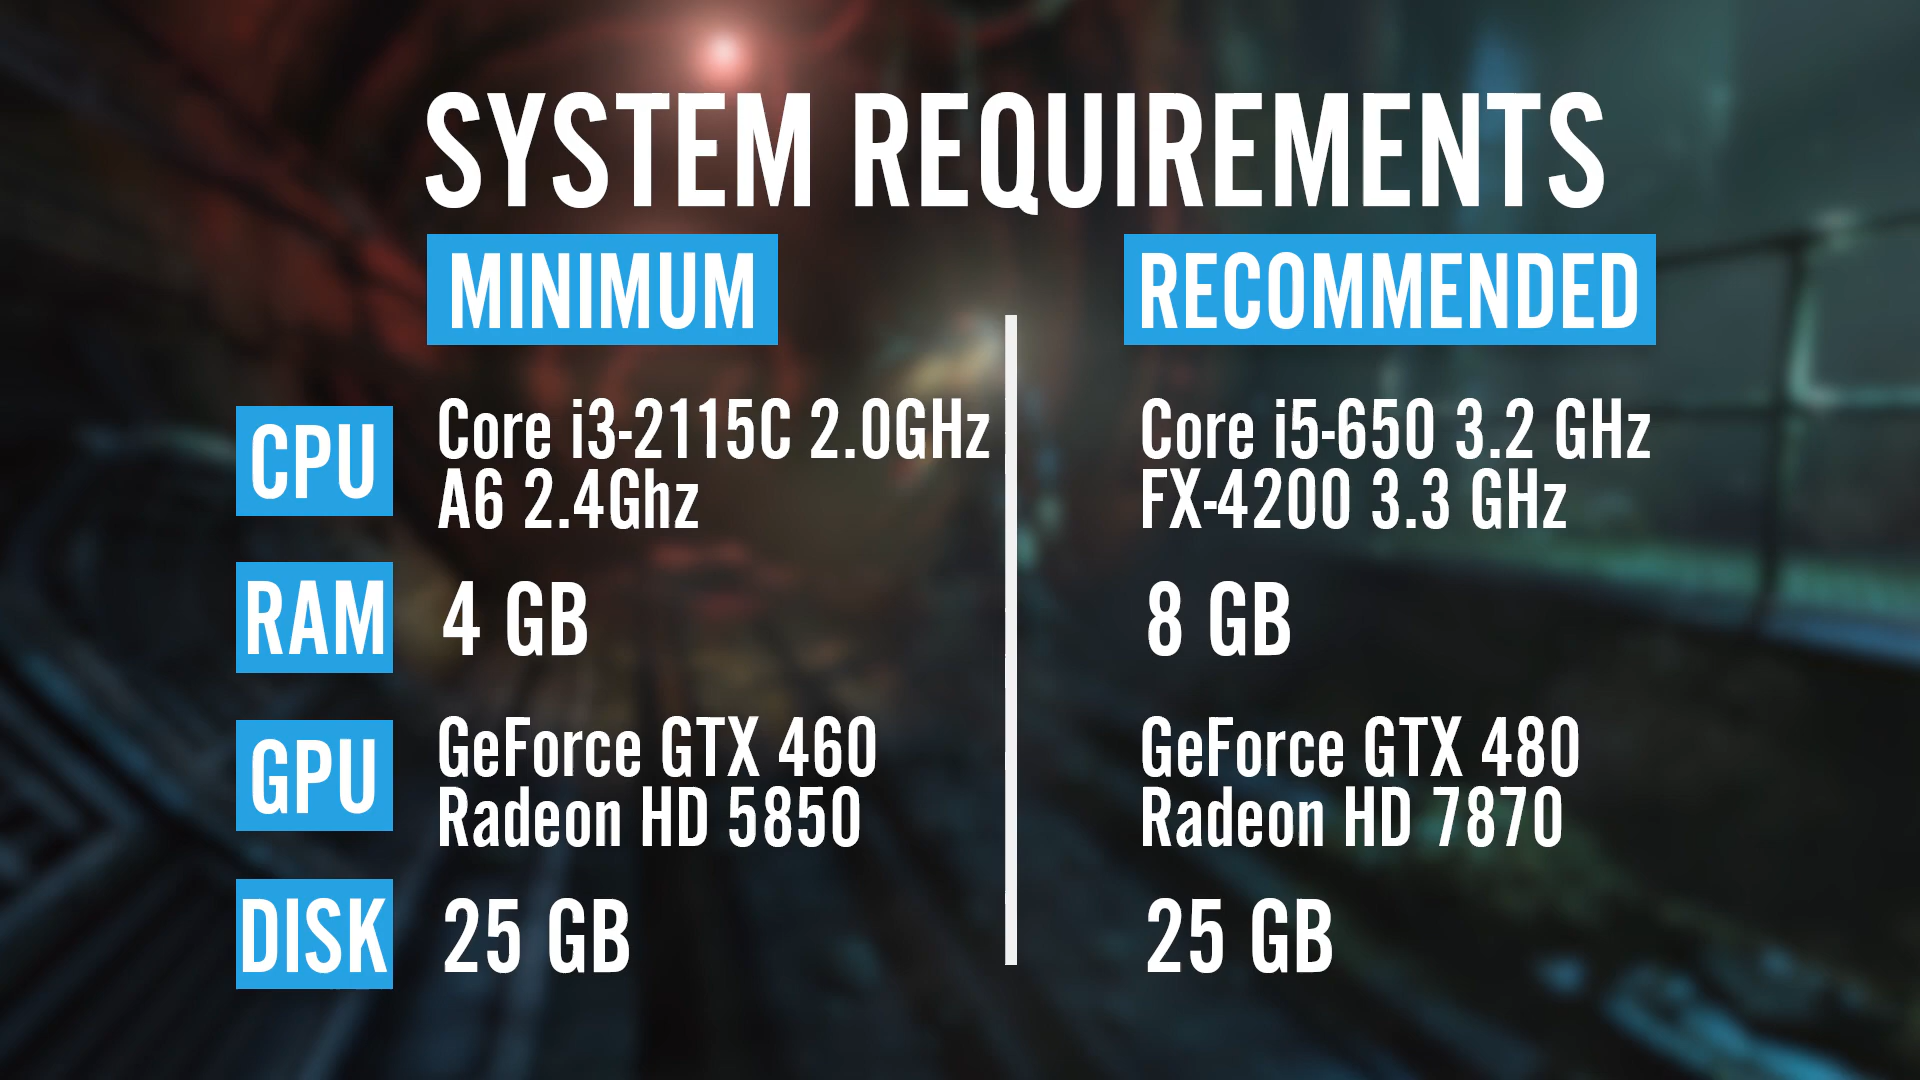 SYSTEM REQUIREMENTS
MINIMUM RECOMMENDED
CPU
Core i3-2115C 2.0GHz
A6 2.4Ghz
Core i5-650 3.2 GHz
FX-4200 3.3 GHz
RAM 4 GB 8 GB
GPU
GeForce GTX 460
Radeon HD 5850
GeForce GTX 480
Radeon HD 7870
DISK 25 GB 25 GB